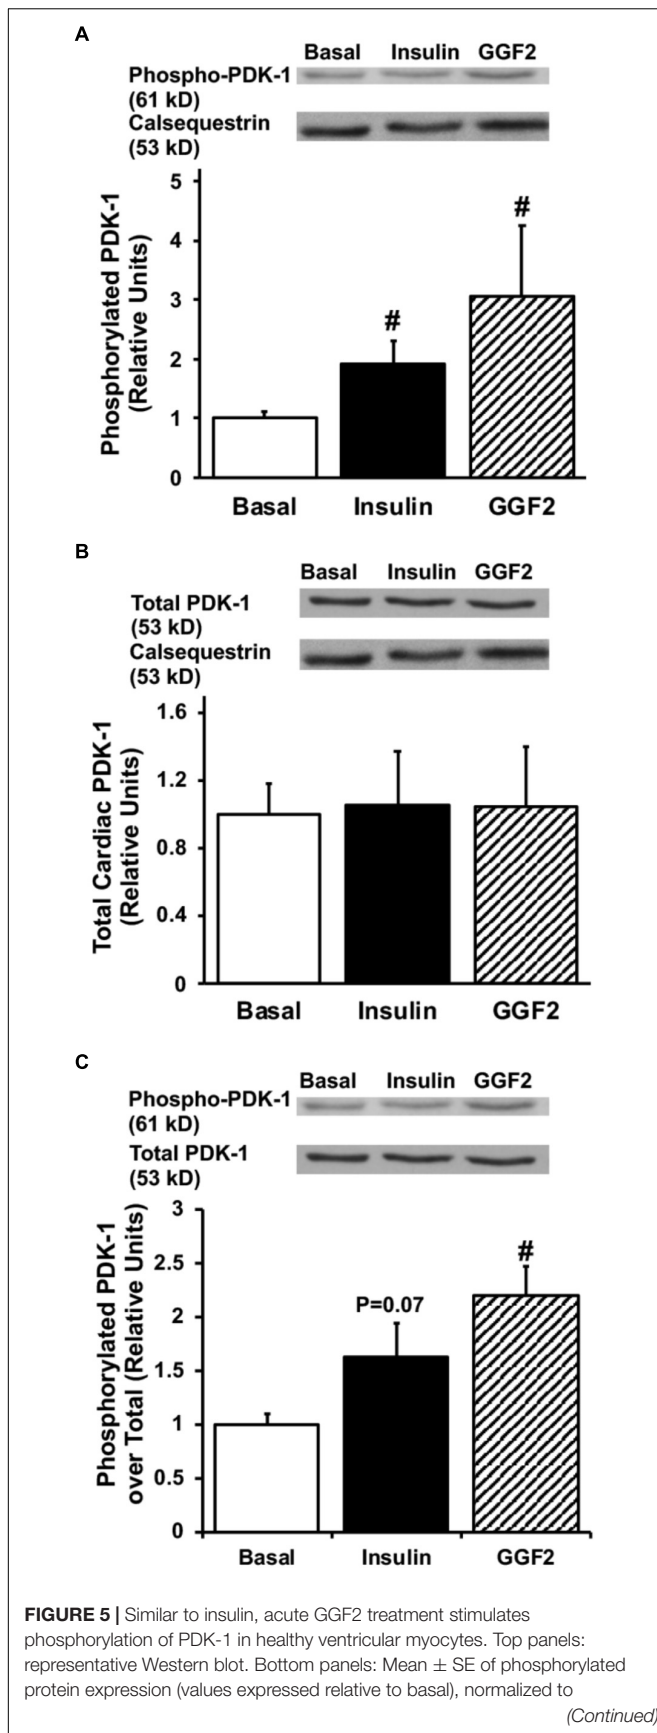 A
Basal Insulin GGF2
Phospho-PDK-1
(61 kD)
Calsequestrin
(53 kD)
Phosphorylated PDK-1
(Relative Units)
5
4
3
2
1
0
#
#
Basal Insulin GGF2
B
Basal Insulin GGF2
Total PDK-1
(53 kD)
Calsequestrin
(53 kD)
Total Cardiac PDK-1
(Relative Units)
1.6
1.2
0.8
0.4
0
Basal Insulin GGF2
C
Basal Insulin GGF2
Phospho-PDK-1
(61 kD)
Total PDK-1
(53 kD)
Phosphorylated PDK-1
over Total (Relative Units)
3
2.5
2
1.5
1
0.5
0
P=0.07
#
Basal Insulin GGF2
FIGURE 5 | Similar to insulin, acute GGF2 treatment stimulates
phosphorylation of PDK-1 in healthy ventricular myocytes. Top panels:
representative Western blot. Bottom panels: Mean ± SE of phosphorylated
protein expression (values expressed relative to basal), normalized to
(Continued)